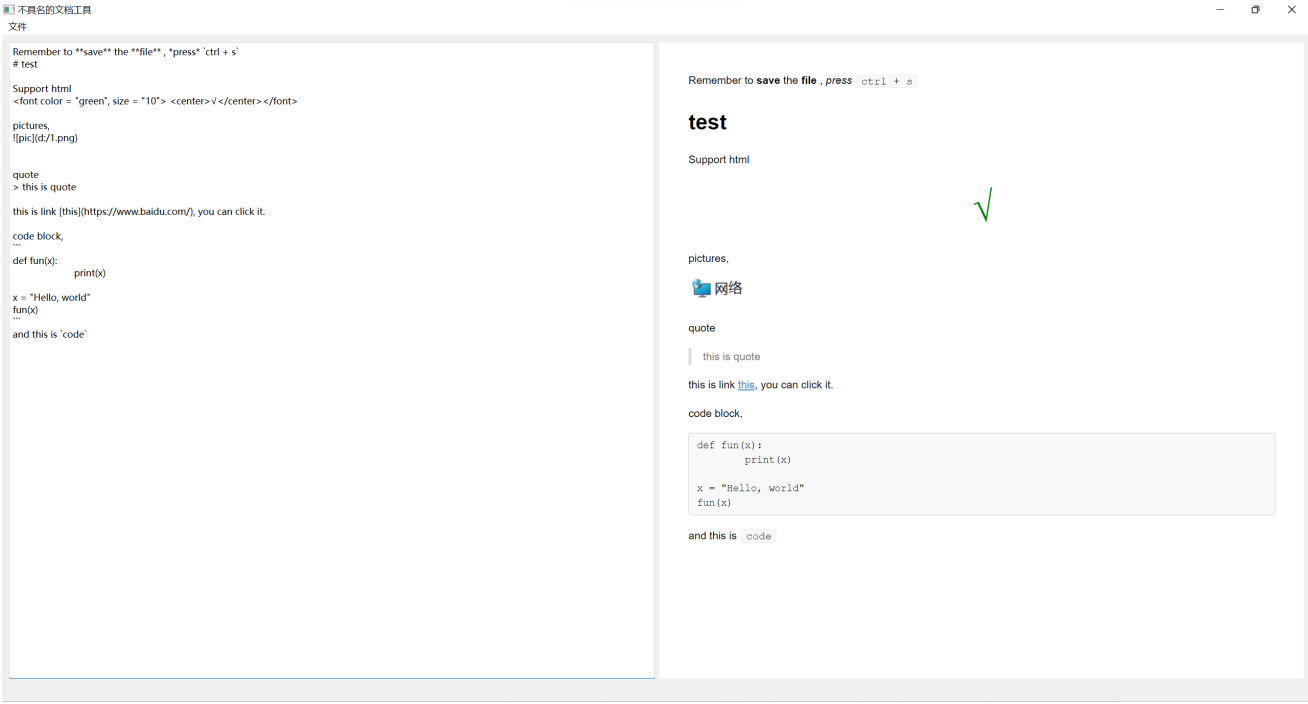 不具名的文档工具
文件
Remember to **save** the **file** , *press* `ctrl + s`
# test
Support html
<font color = "green", size = "10"> <center>√</center></font>
pictures,
![pic](d:/1.png)
quote
> this is quote
this is link [this](https://www.baidu.com/), you can click it.
code block,
```
def fun(x):
print(x)
x = "Hello, world"
fun(x)
```
and this is `code`
Remember to save the file , press ctrl + s
test
Support html
√
pictures,
网络
quote
this is quote
this is link this, you can click it.
code block,
def fun(x):
print(x)
x = "Hello, world"
fun(x)
and this is code